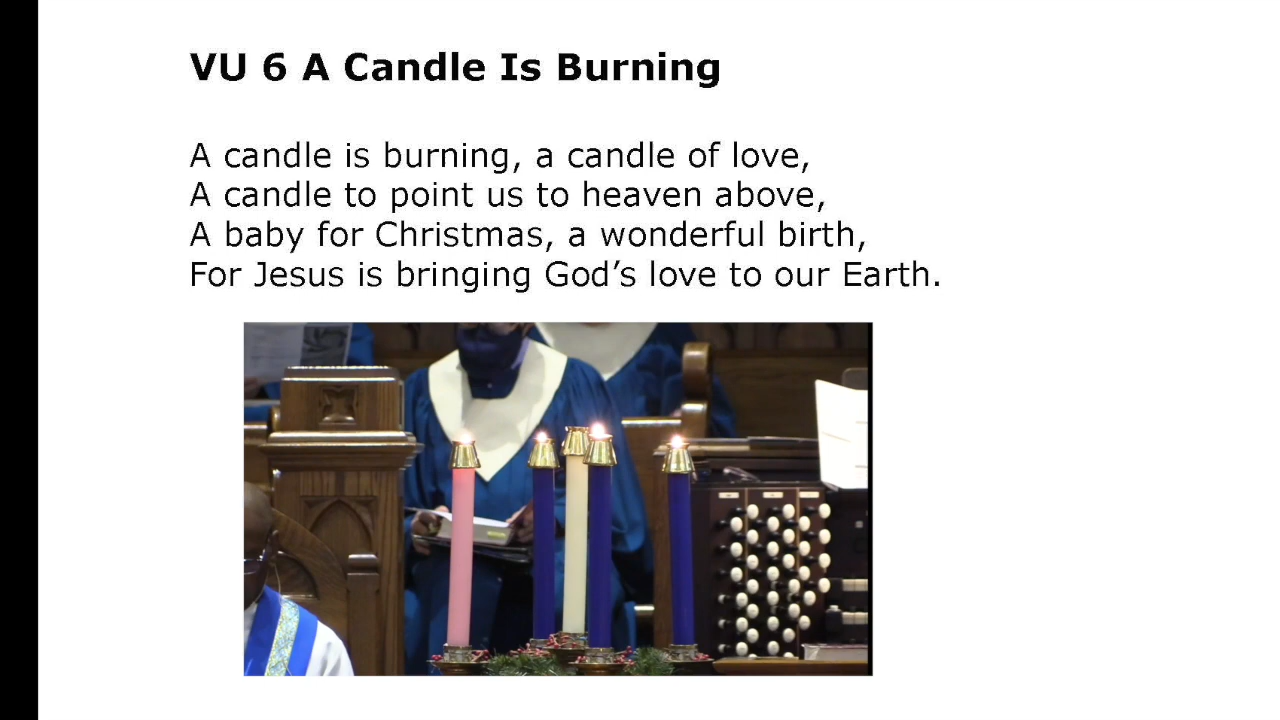 VU 6 A Candle Is Burning
A candle is burning, a candle of love,
A candle to point us to heaven above,
A baby for Christmas, a wonderful birth,
For Jesus is bringing God’s love to our Earth.